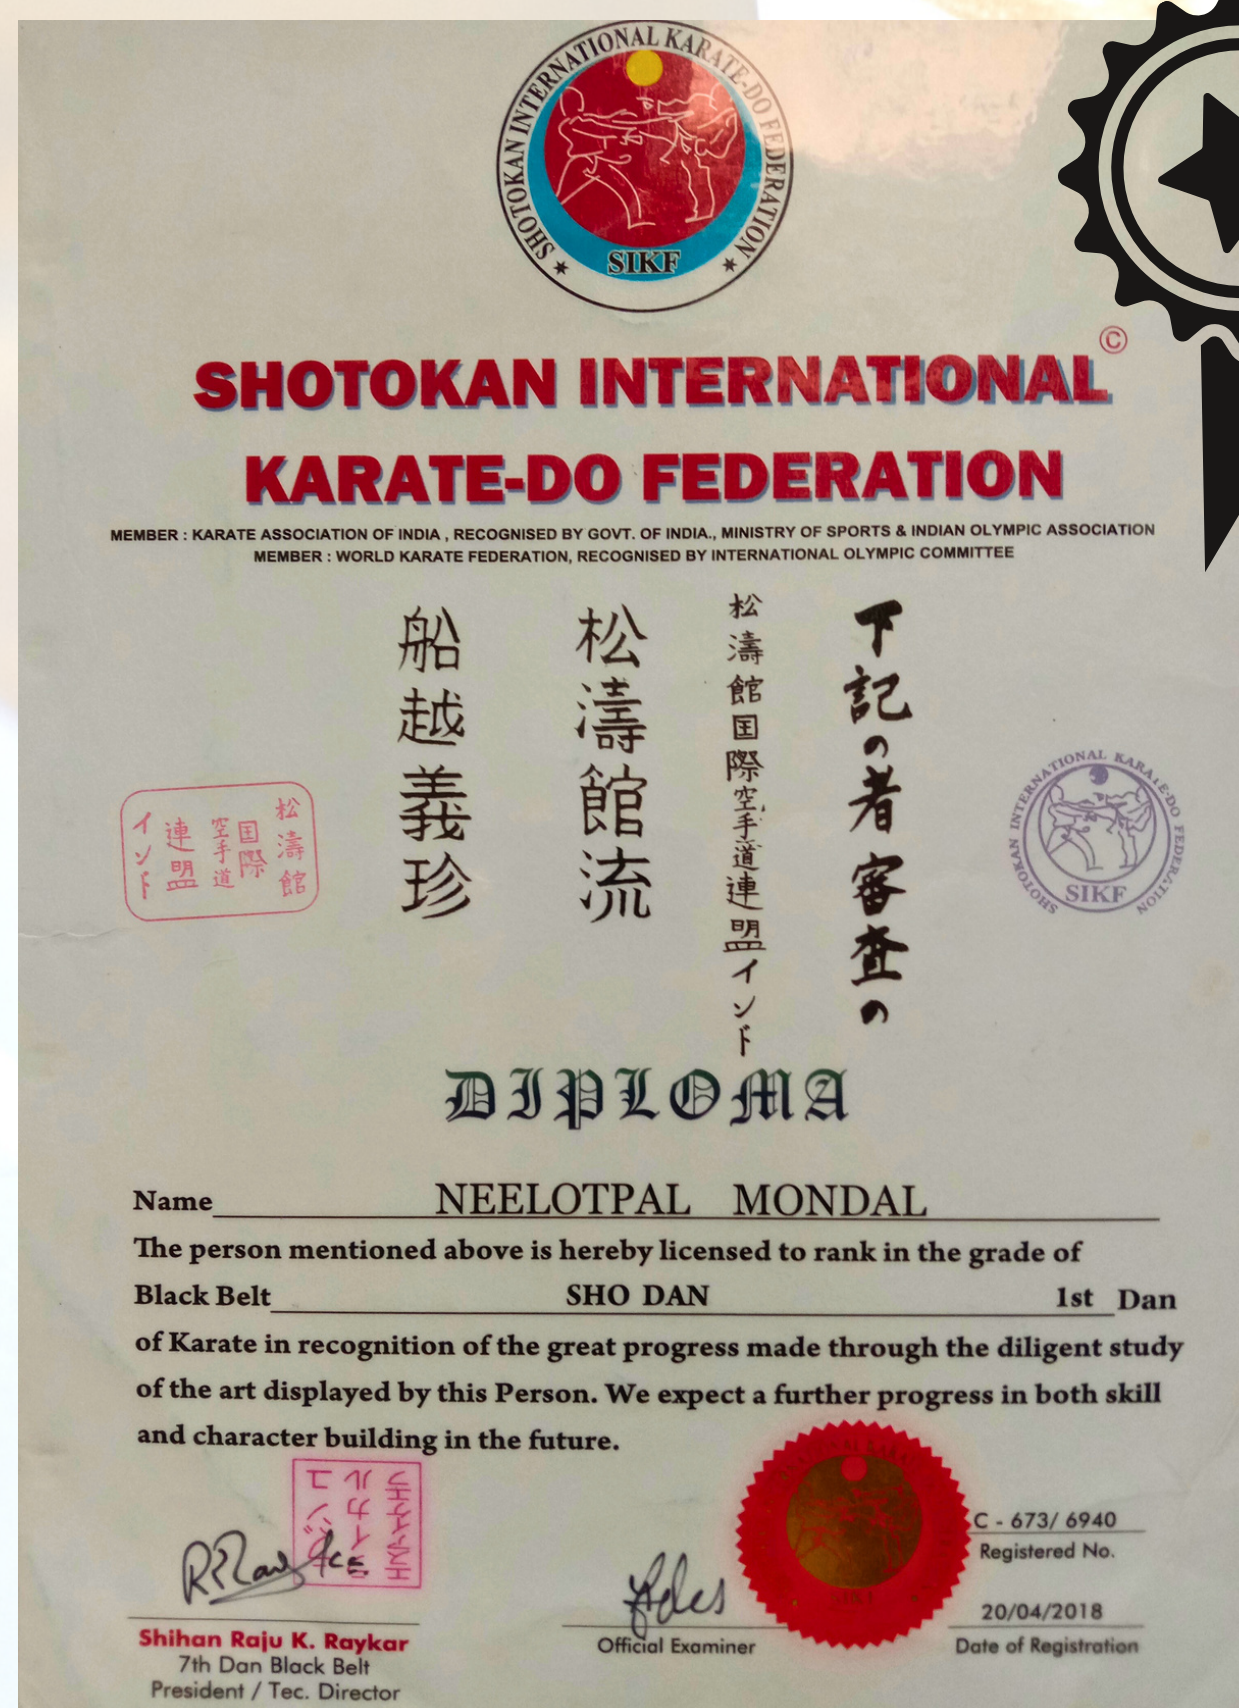 SHOTOKAN INTERNATIONAL KARATE-DO FEDERATION
SIKF
©
SHOTOKAN INTERNATIONAL
KARATE-DO FEDERATION
MEMBER : KARATE ASSOCIATION OF INDIA , RECOGNISED BY GOVT. OF INDIA., MINISTRY OF SPORTS & INDIAN OLYMPIC ASSOCIATION
MEMBER : WORLD KARATE FEDERATION, RECOGNISED BY INTERNATIONAL OLYMPIC COMMITTEE
下記の者審査の
松濤館国際空手道連盟インド
松濤館流
船越義珍
松濤館
国際
空手道
連盟
インド
SHOTOKAN INTERNATIONAL KARATE-DO FEDERATION
SIKF
DIPLOMA
Name NEELOTPAL MONDAL
The person mentioned above is hereby licensed to rank in the grade of
Black Belt SHO DAN 1st Dan
of Karate in recognition of the great progress made through the diligent study
of the art displayed by this Person. We expect a further progress in both skill
and character building in the future.
C - 673/ 6940
Registered No.
20/04/2018
Date of Registration
Official Examiner
Shihan Raju K. Raykar
7th Dan Black Belt
President / Tec. Director